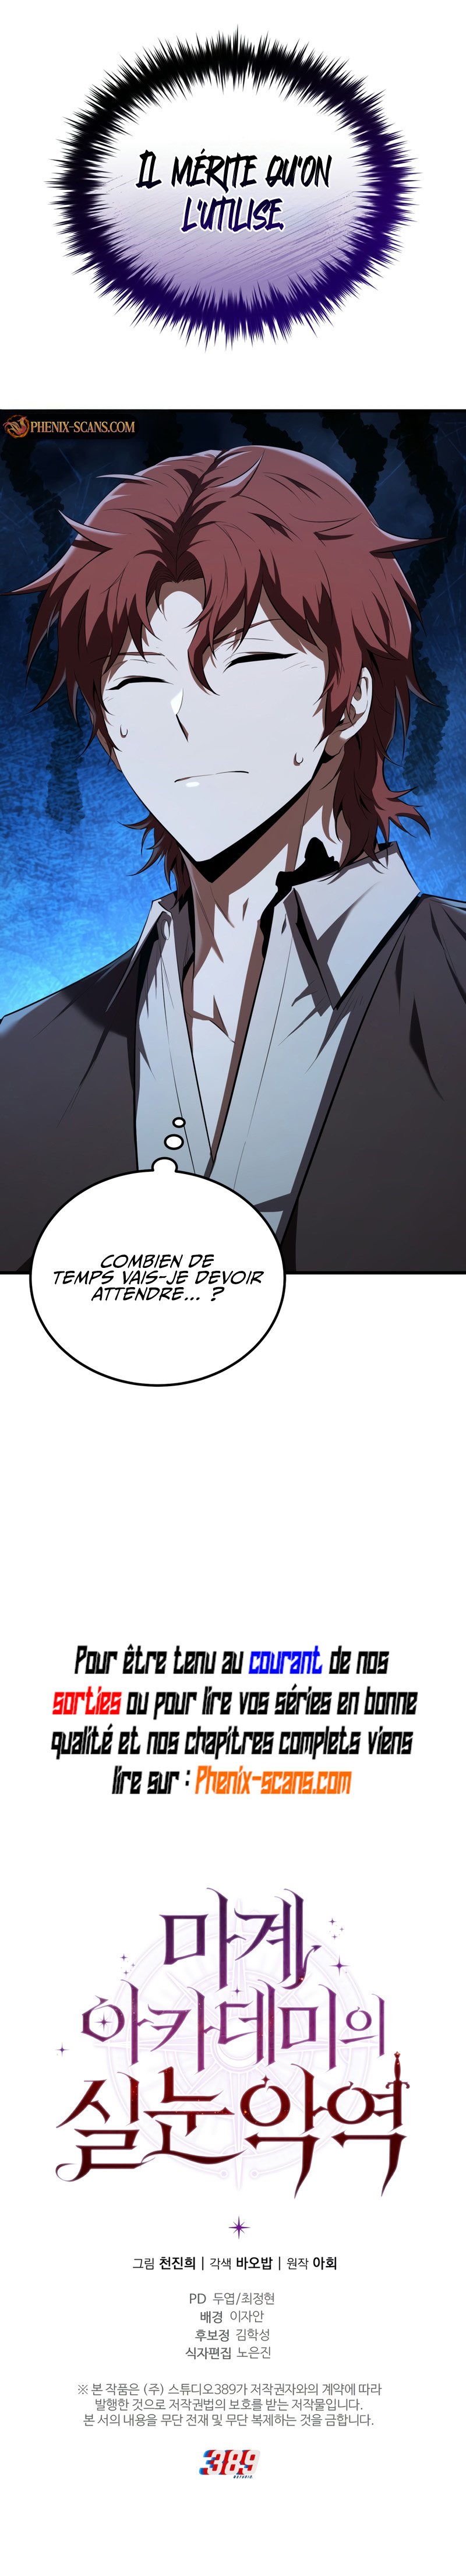 IL MÉRITE QU'ON
L'UTILISE.
PHENIX-SCANS.COM
COMBIEN DE
TEMPS VAIS-JE DEVOIR
ATTENDRE... ?
Pour être tenu au courant de nos
sorties ou pour lire vos séries en bonne
qualité et nos chapitres complets viens
lire sur : Phenix-scans.com
마계
아카데미의
실눈악역
그림 천진희 | 각색 바오밥 | 원작 아회
PD 두엽/최정현
배경 이자안
후보정 김학성
식자편집 노은진
※ 본 작품은 (주) 스튜디오389가 저작권자와의 계약에 따라
발행한 것으로 저작권법의 보호를 받는 저작물입니다.
본 서의 내용을 무단 전재 및 무단 복제하는 것을 금합니다.
389
STUDIO